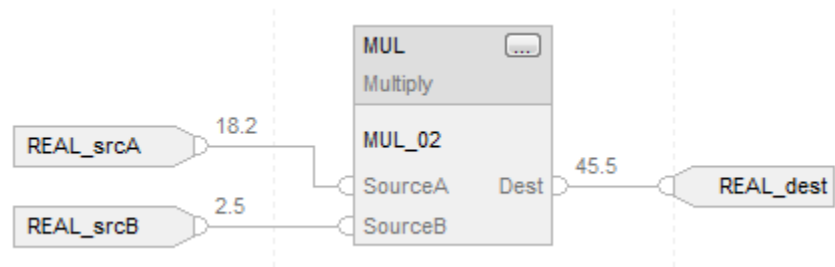 MUL ...
Multiply
18.2
REAL_srcA
MUL_02
45.5
SourceA Dest
REAL_dest
2.5
REAL_srcB
SourceB